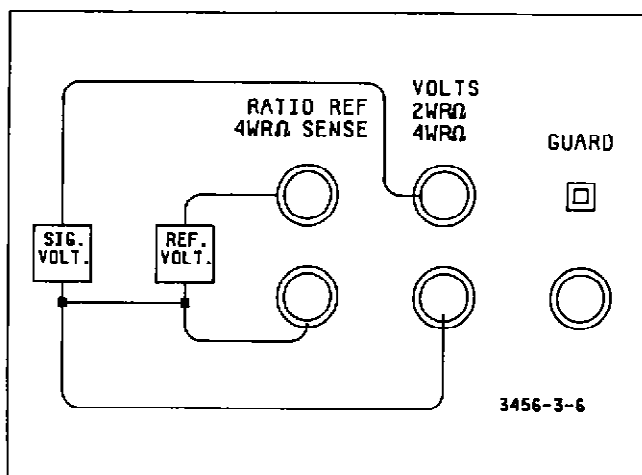 RATIO REF
4WRΩ SENSE
VOLTS
2WRΩ
4WRΩ
GUARD
SIG.
VOLT.
REF.
VOLT.
3456-3-6